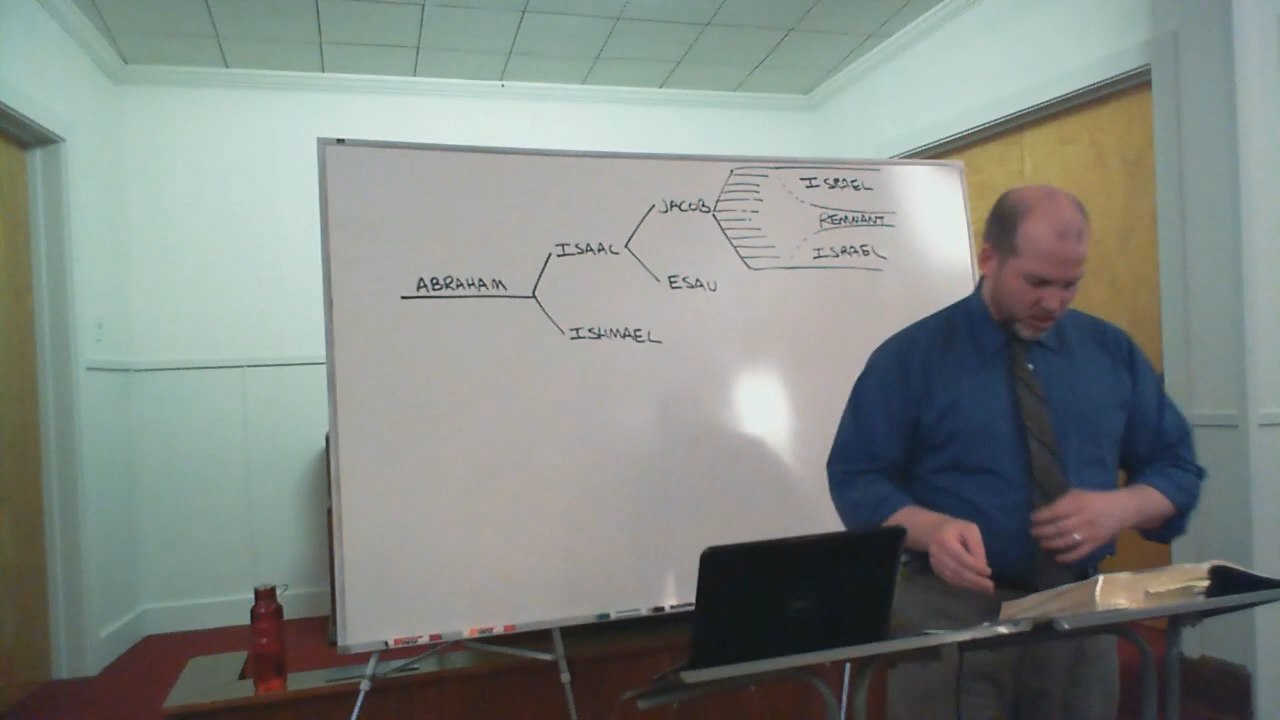 ABRAHAM
ISAAC
ISHMAEL
JACOB
ESAU
ISRAEL
REMNANT
ISRAEL